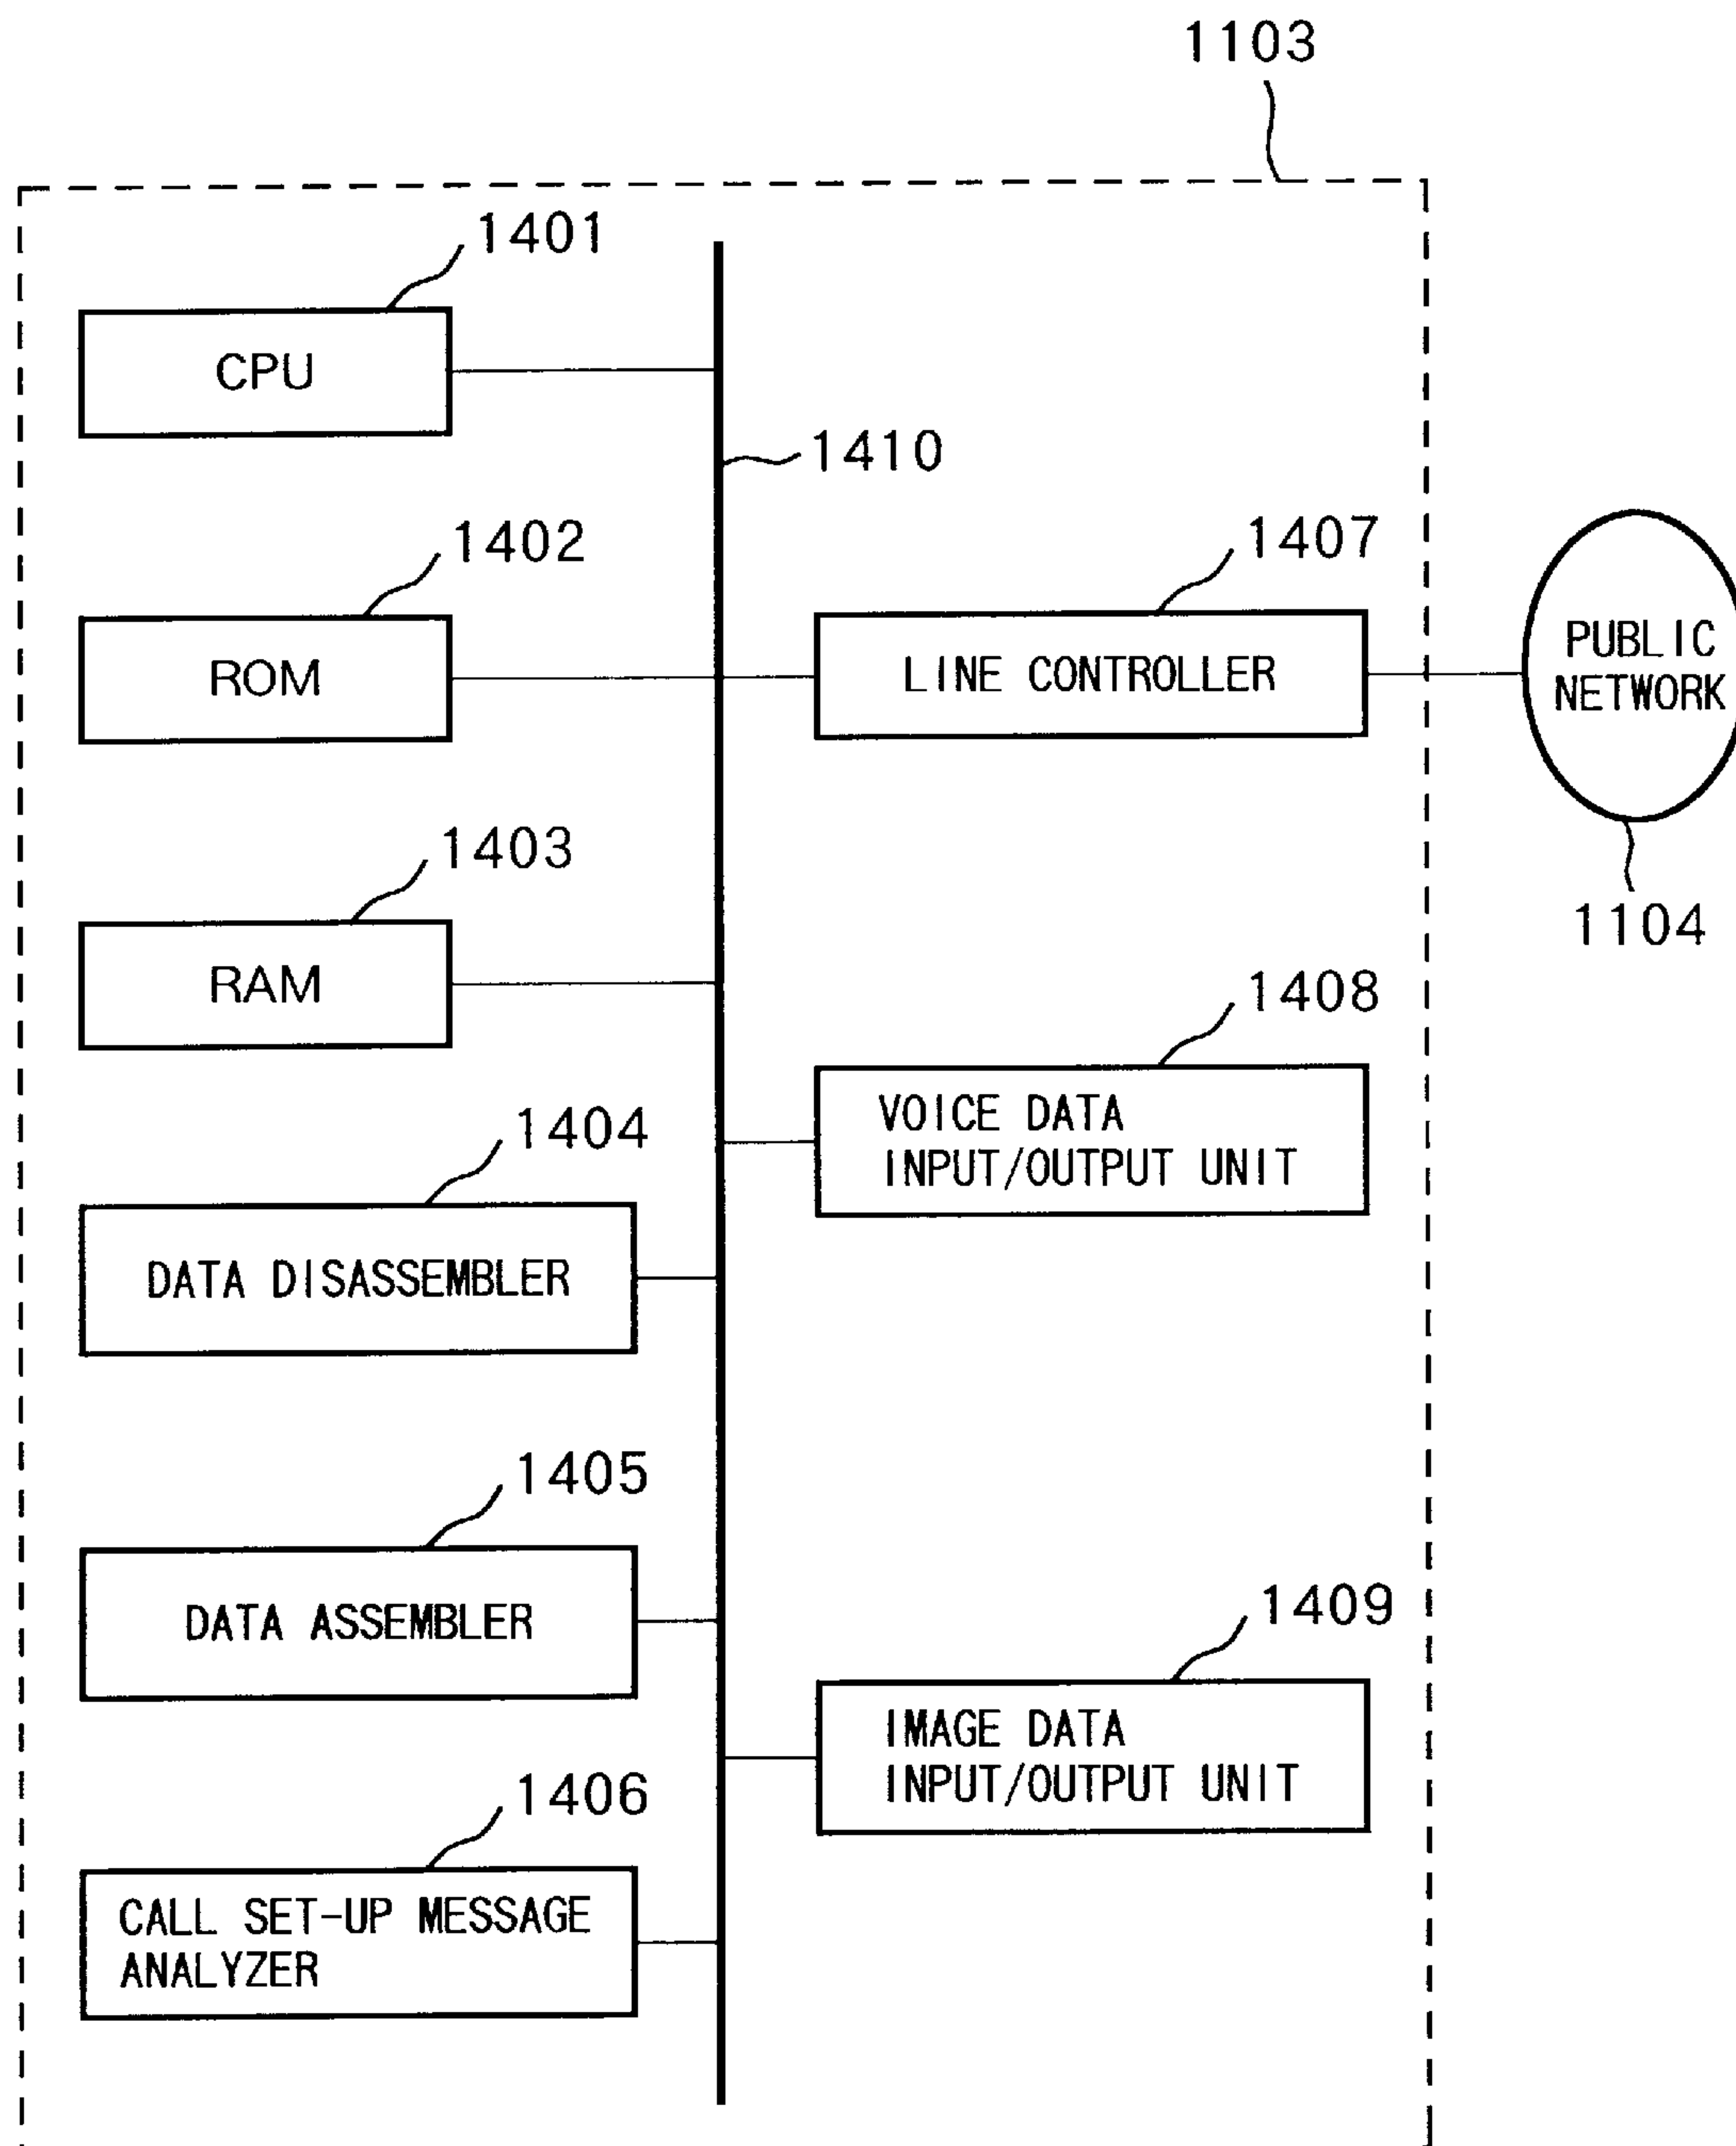 1103
1401
CPU
1410
1402
1407
ROM
LINE CONTROLLER
PUBLIC
NETWORK
1403
1104
RAM
1408
VOICE DATA
INPUT/OUTPUT UNIT
1404
DATA DISASSEMBLER
1405
DATA ASSEMBLER
1409
IMAGE DATA
INPUT/OUTPUT UNIT
1406
CALL SET-UP MESSAGE
ANALYZER